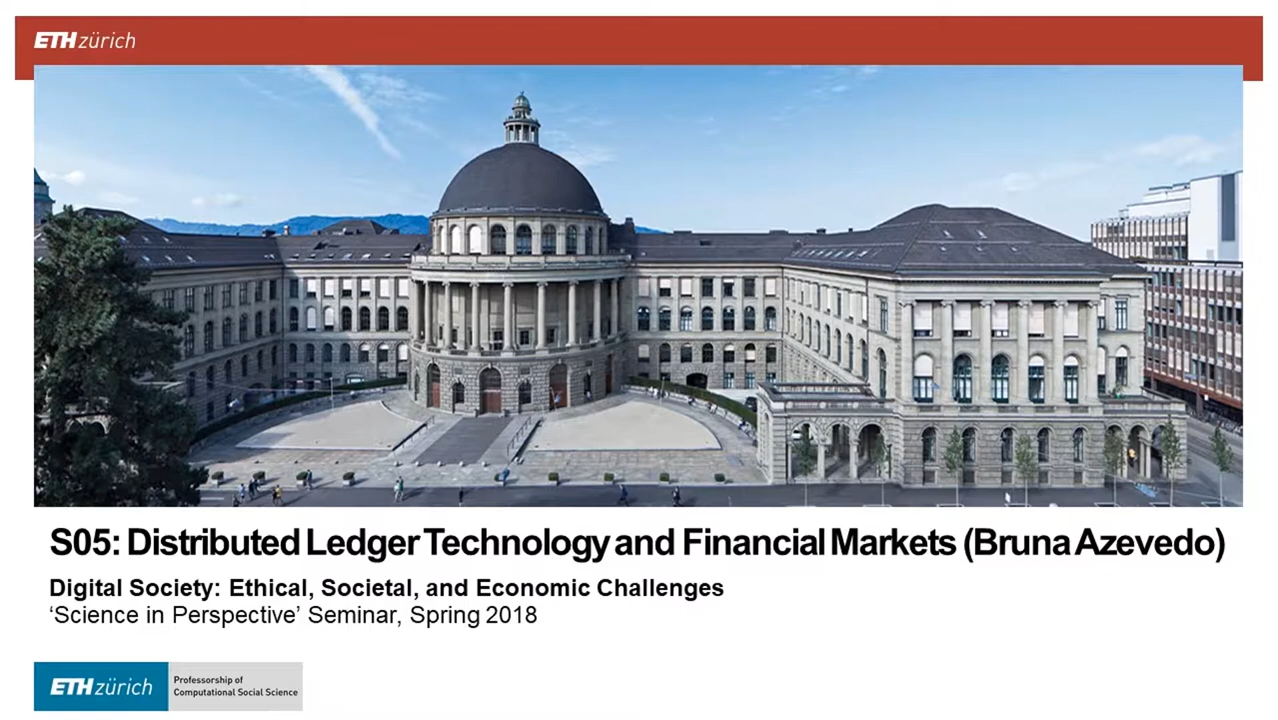 ETH zürich
S05: Distributed Ledger Technology and Financial Markets (Bruna Azevedo)
Digital Society: Ethical, Societal, and Economic Challenges
‘Science in Perspective’ Seminar, Spring 2018
ETH zürich
Professorship of
Computational Social Science